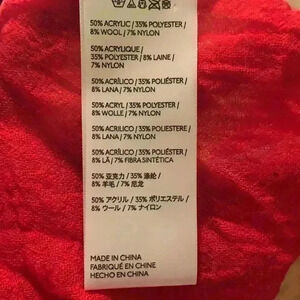 50% ACRYLIC / 35% POLYESTER /
8% WOOL / 7% NYLON
50% ACRYLIQUE /
35% POLYESTER / 8% LAINE /
7% NYLON
50% ACRÍLICO / 35% POLIÉSTER /
8% LANA / 7% NYLON
50% ACRYL / 35% POLYESTER /
8% WOLLE / 7% NYLON
50% ACRILICO / 35% POLIESTERE /
8% LANA / 7% NYLON
50% ACRÍLICO / 35% POLIÉSTER /
8% LÃ / 7% FIBRA SINTÉTICA
50% 亚克力 / 35% 涤纶 /
8% 羊毛 / 7% 尼龙
50% アクリル / 35% ポリエステル /
8% ウール / 7% ナイロン
MADE IN CHINA
FABRIQUÉ EN CHINE
HECHO EN CHINA